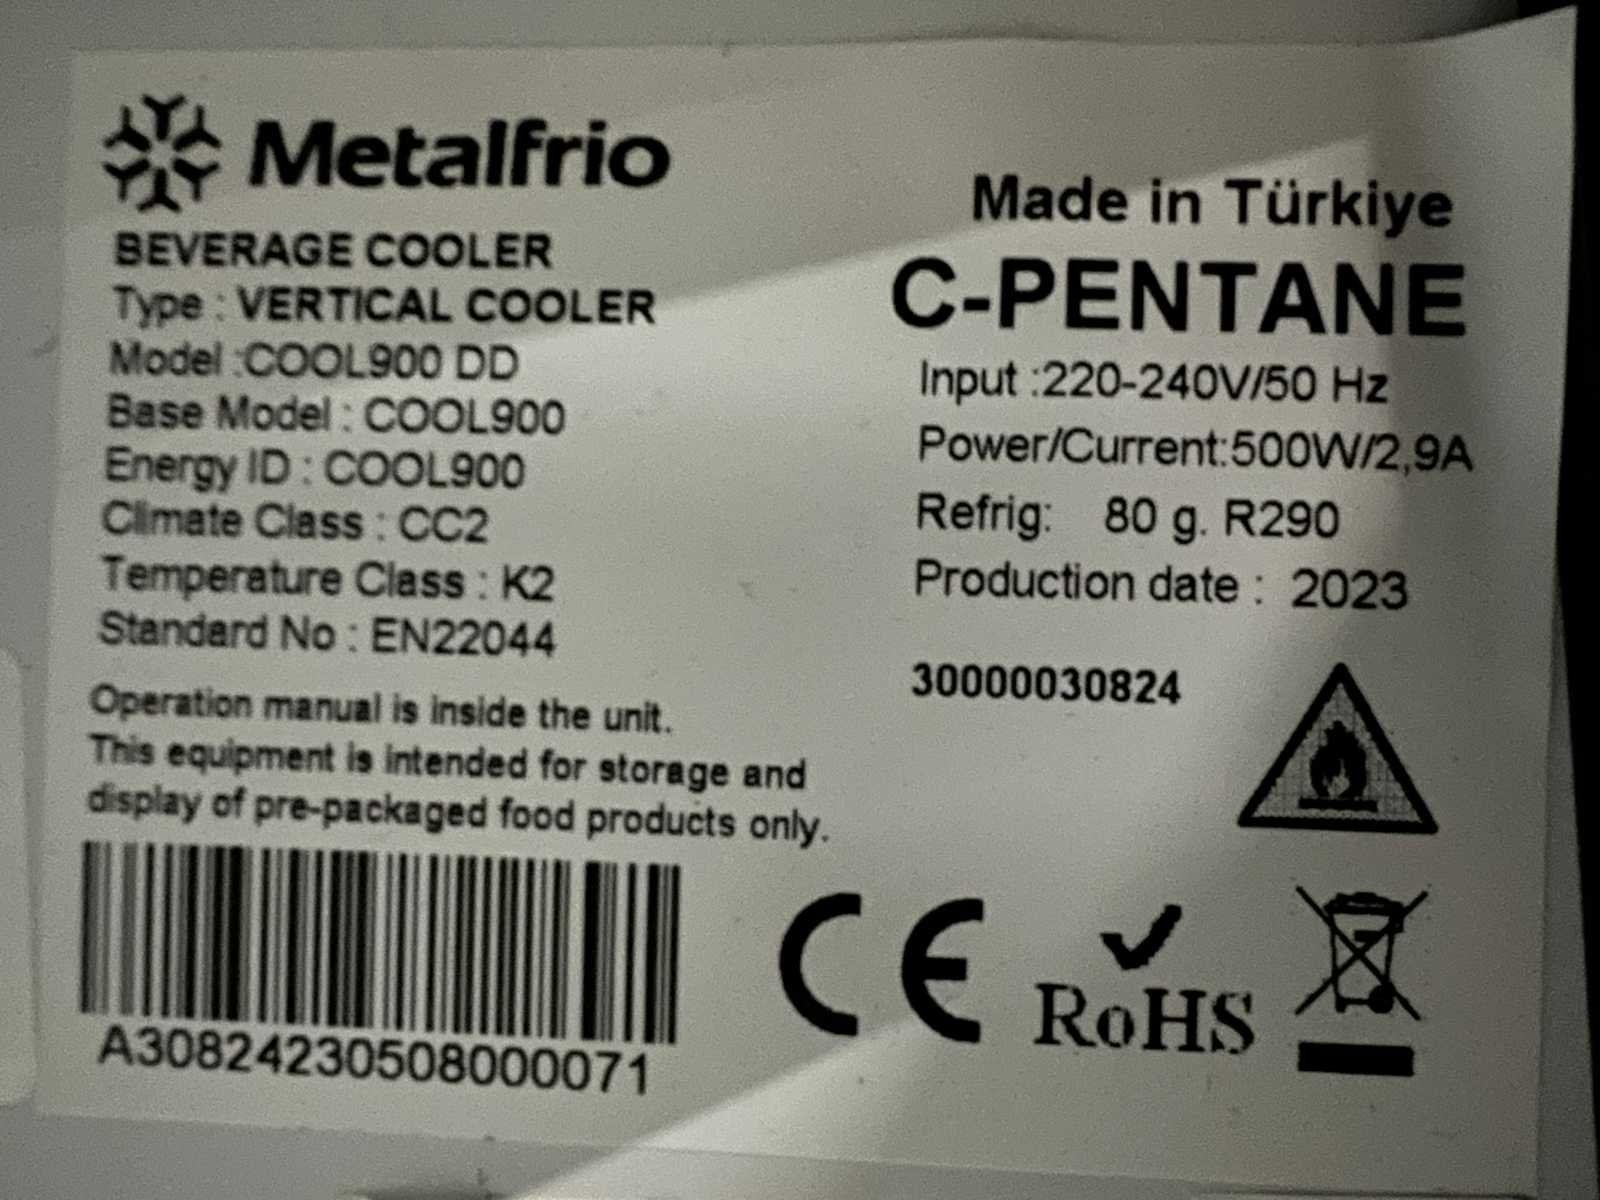 Metalfrio
BEVERAGE COOLER
Type : VERTICAL COOLER
Model :COOL900 DD
Base Model : COOL900
Energy ID : COOL900
Climate Class : CC2
Temperature Class : K2
Standard No : EN22044
Operation manual is inside the unit.
This equipment is intended for storage and
display of pre-packaged food products only.
A308242305080000071
Made in Türkiye
C-PENTANE
Input :220-240V/50 Hz
Power/Current:500W/2,9A
Refrig: 80 g. R290
Production date : 2023
30000030824
CE
RoHS